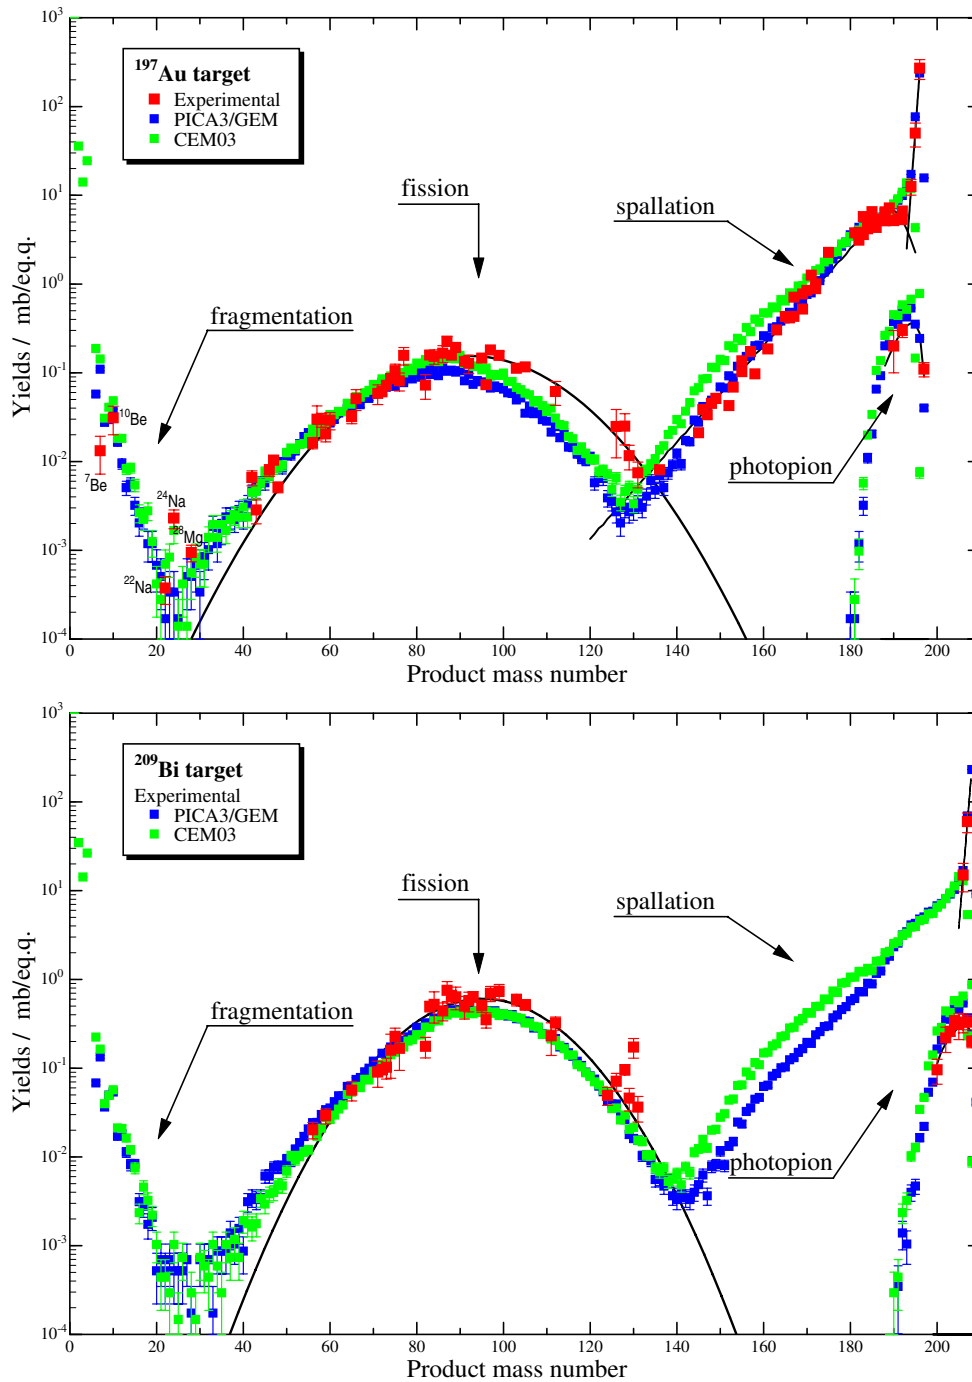 10^3
10^2
10^1
10^0
10^-1
10^-2
10^-3
10^-4
Yields / mb/eq.q.
^197Au target
Experimental
PICA3/GEM
CEM03
fission
spallation
fragmentation
photopion
^10Be
^7Be
^24Na
^28Mg
^22Na
0 20 40 60 80 100 120 140 160 180 200
Product mass number
10^3
10^2
10^1
10^0
10^-1
10^-2
10^-3
10^-4
Yields / mb/eq.q.
^209Bi target
Experimental
PICA3/GEM
CEM03
fission
spallation
fragmentation
photopion
0 20 40 60 80 100 120 140 160 180 200
Product mass number